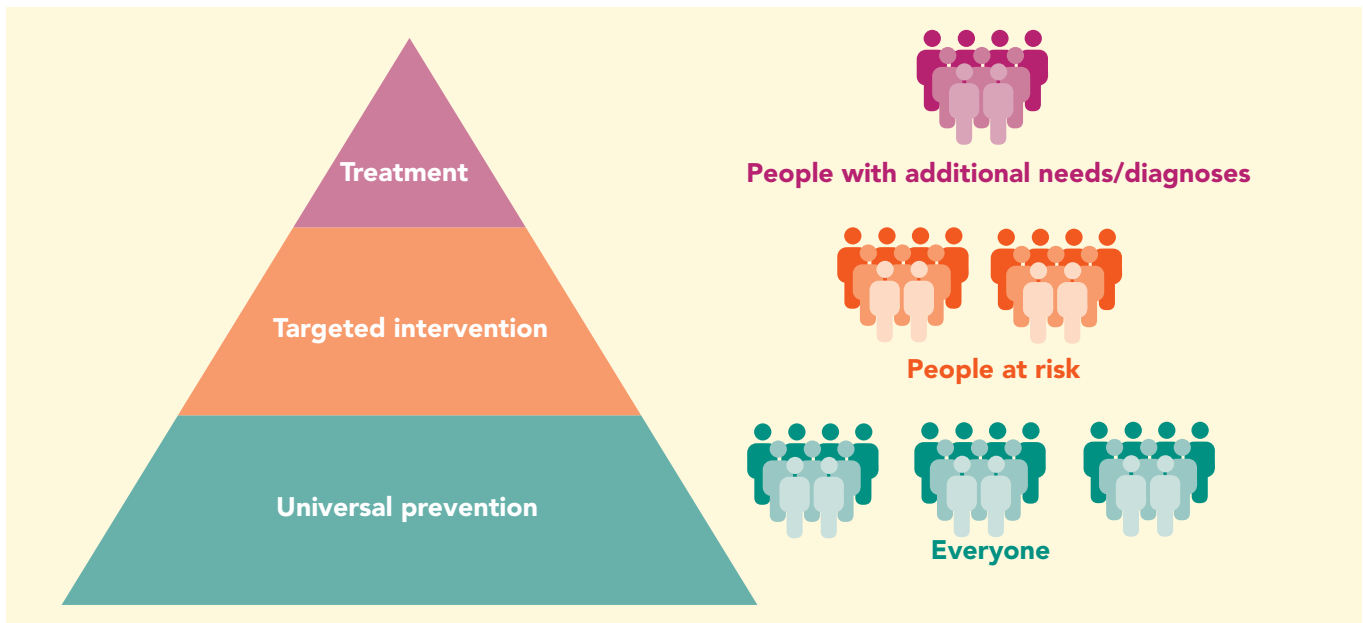 Treatment
People with additional needs/diagnoses
Targeted intervention
People at risk
Universal prevention
Everyone